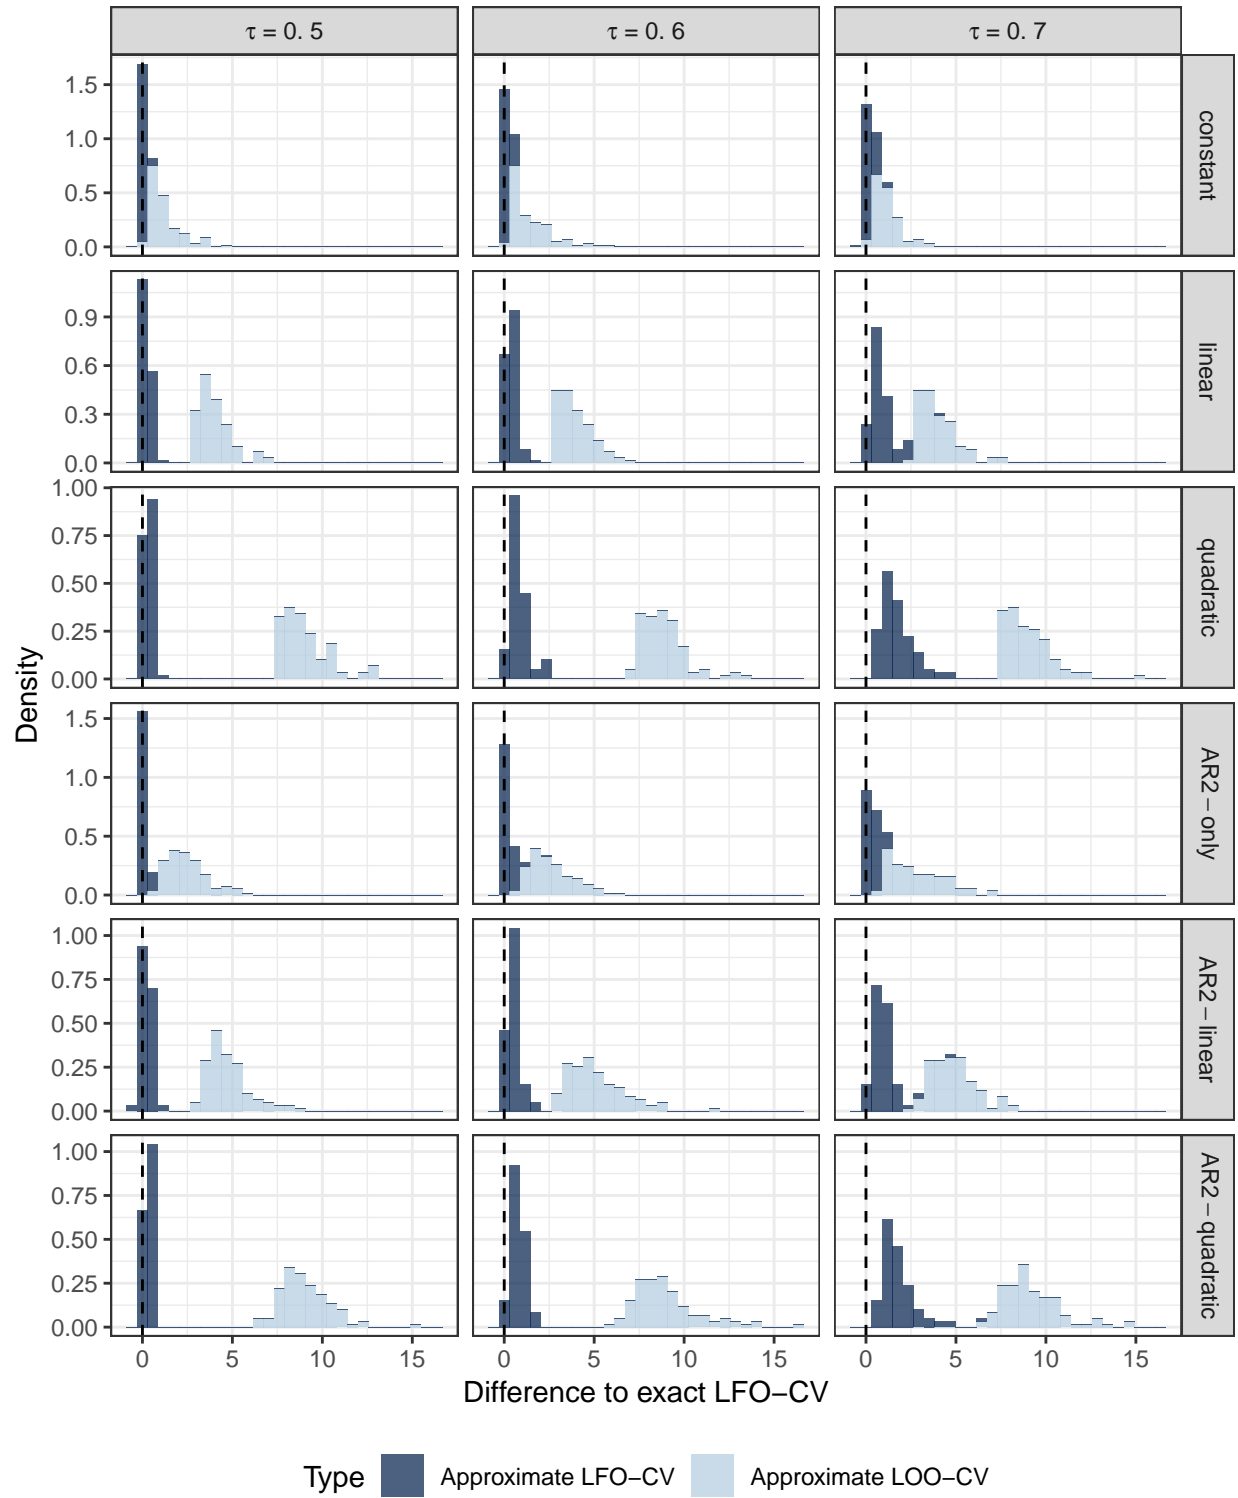 τ = 0. 5
τ = 0. 6
τ = 0. 7
1.5
1.0
0.5
0.0
constant
0.9
0.6
0.3
0.0
linear
1.00
0.75
0.50
0.25
0.00
quadratic
Density
1.5
1.0
0.5
0.0
AR2−only
1.00
0.75
0.50
0.25
0.00
AR2−linear
1.00
0.75
0.50
0.25
0.00
AR2−quadratic
0 5 10 15 0 5 10 15 0 5 10 15
Difference to exact LFO−CV
Type Approximate LFO−CV Approximate LOO−CV